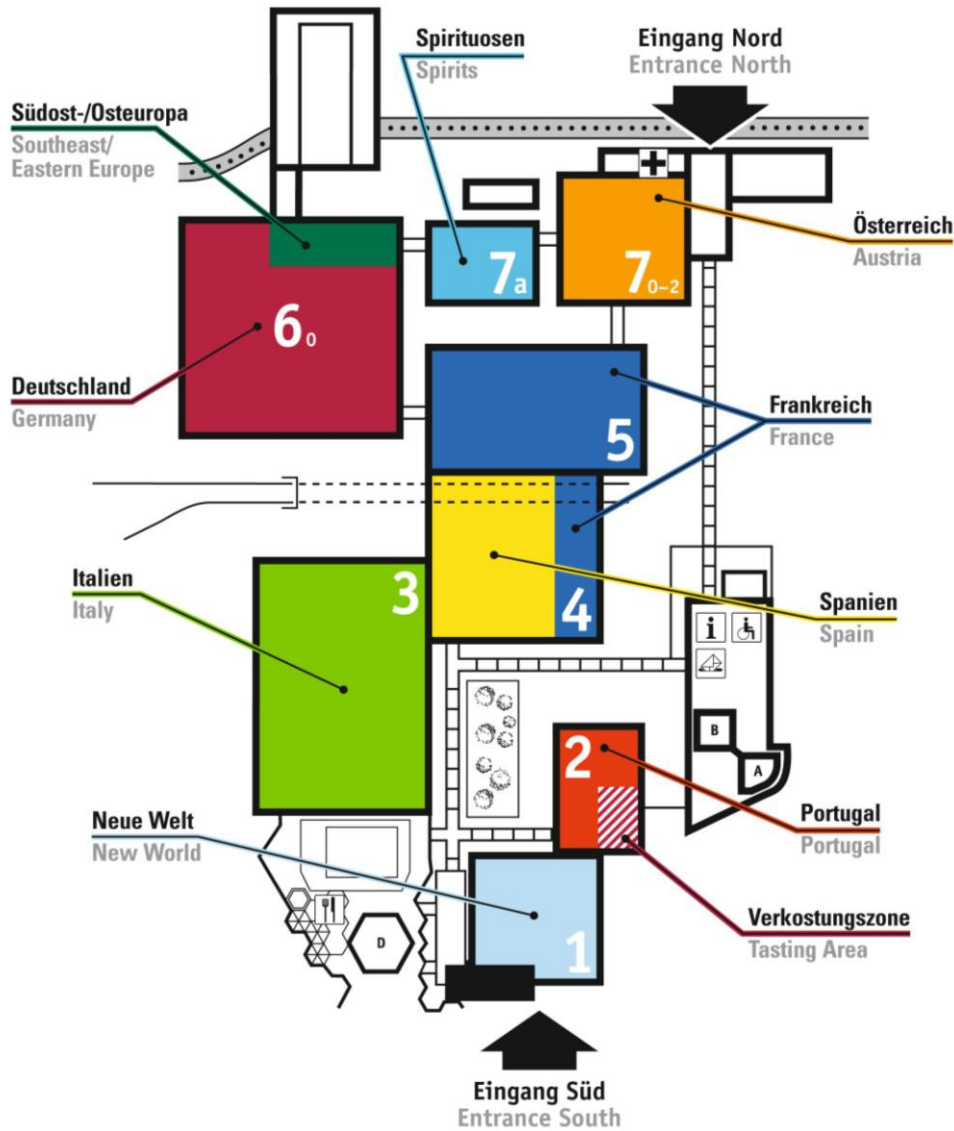 Spirituosen
Spirits
Eingang Nord
Entrance North
Südost-/Osteuropa
Southeast/
Eastern Europe
Österreich
Austria
7a
70–2
60
Deutschland
Germany
Frankreich
France
5
Italien
Italy
3
4
Spanien
Spain
i
B
A
2
Neue Welt
New World
Portugal
Portugal
D
1
Verkostungszone
Tasting Area
Eingang Süd
Entrance South